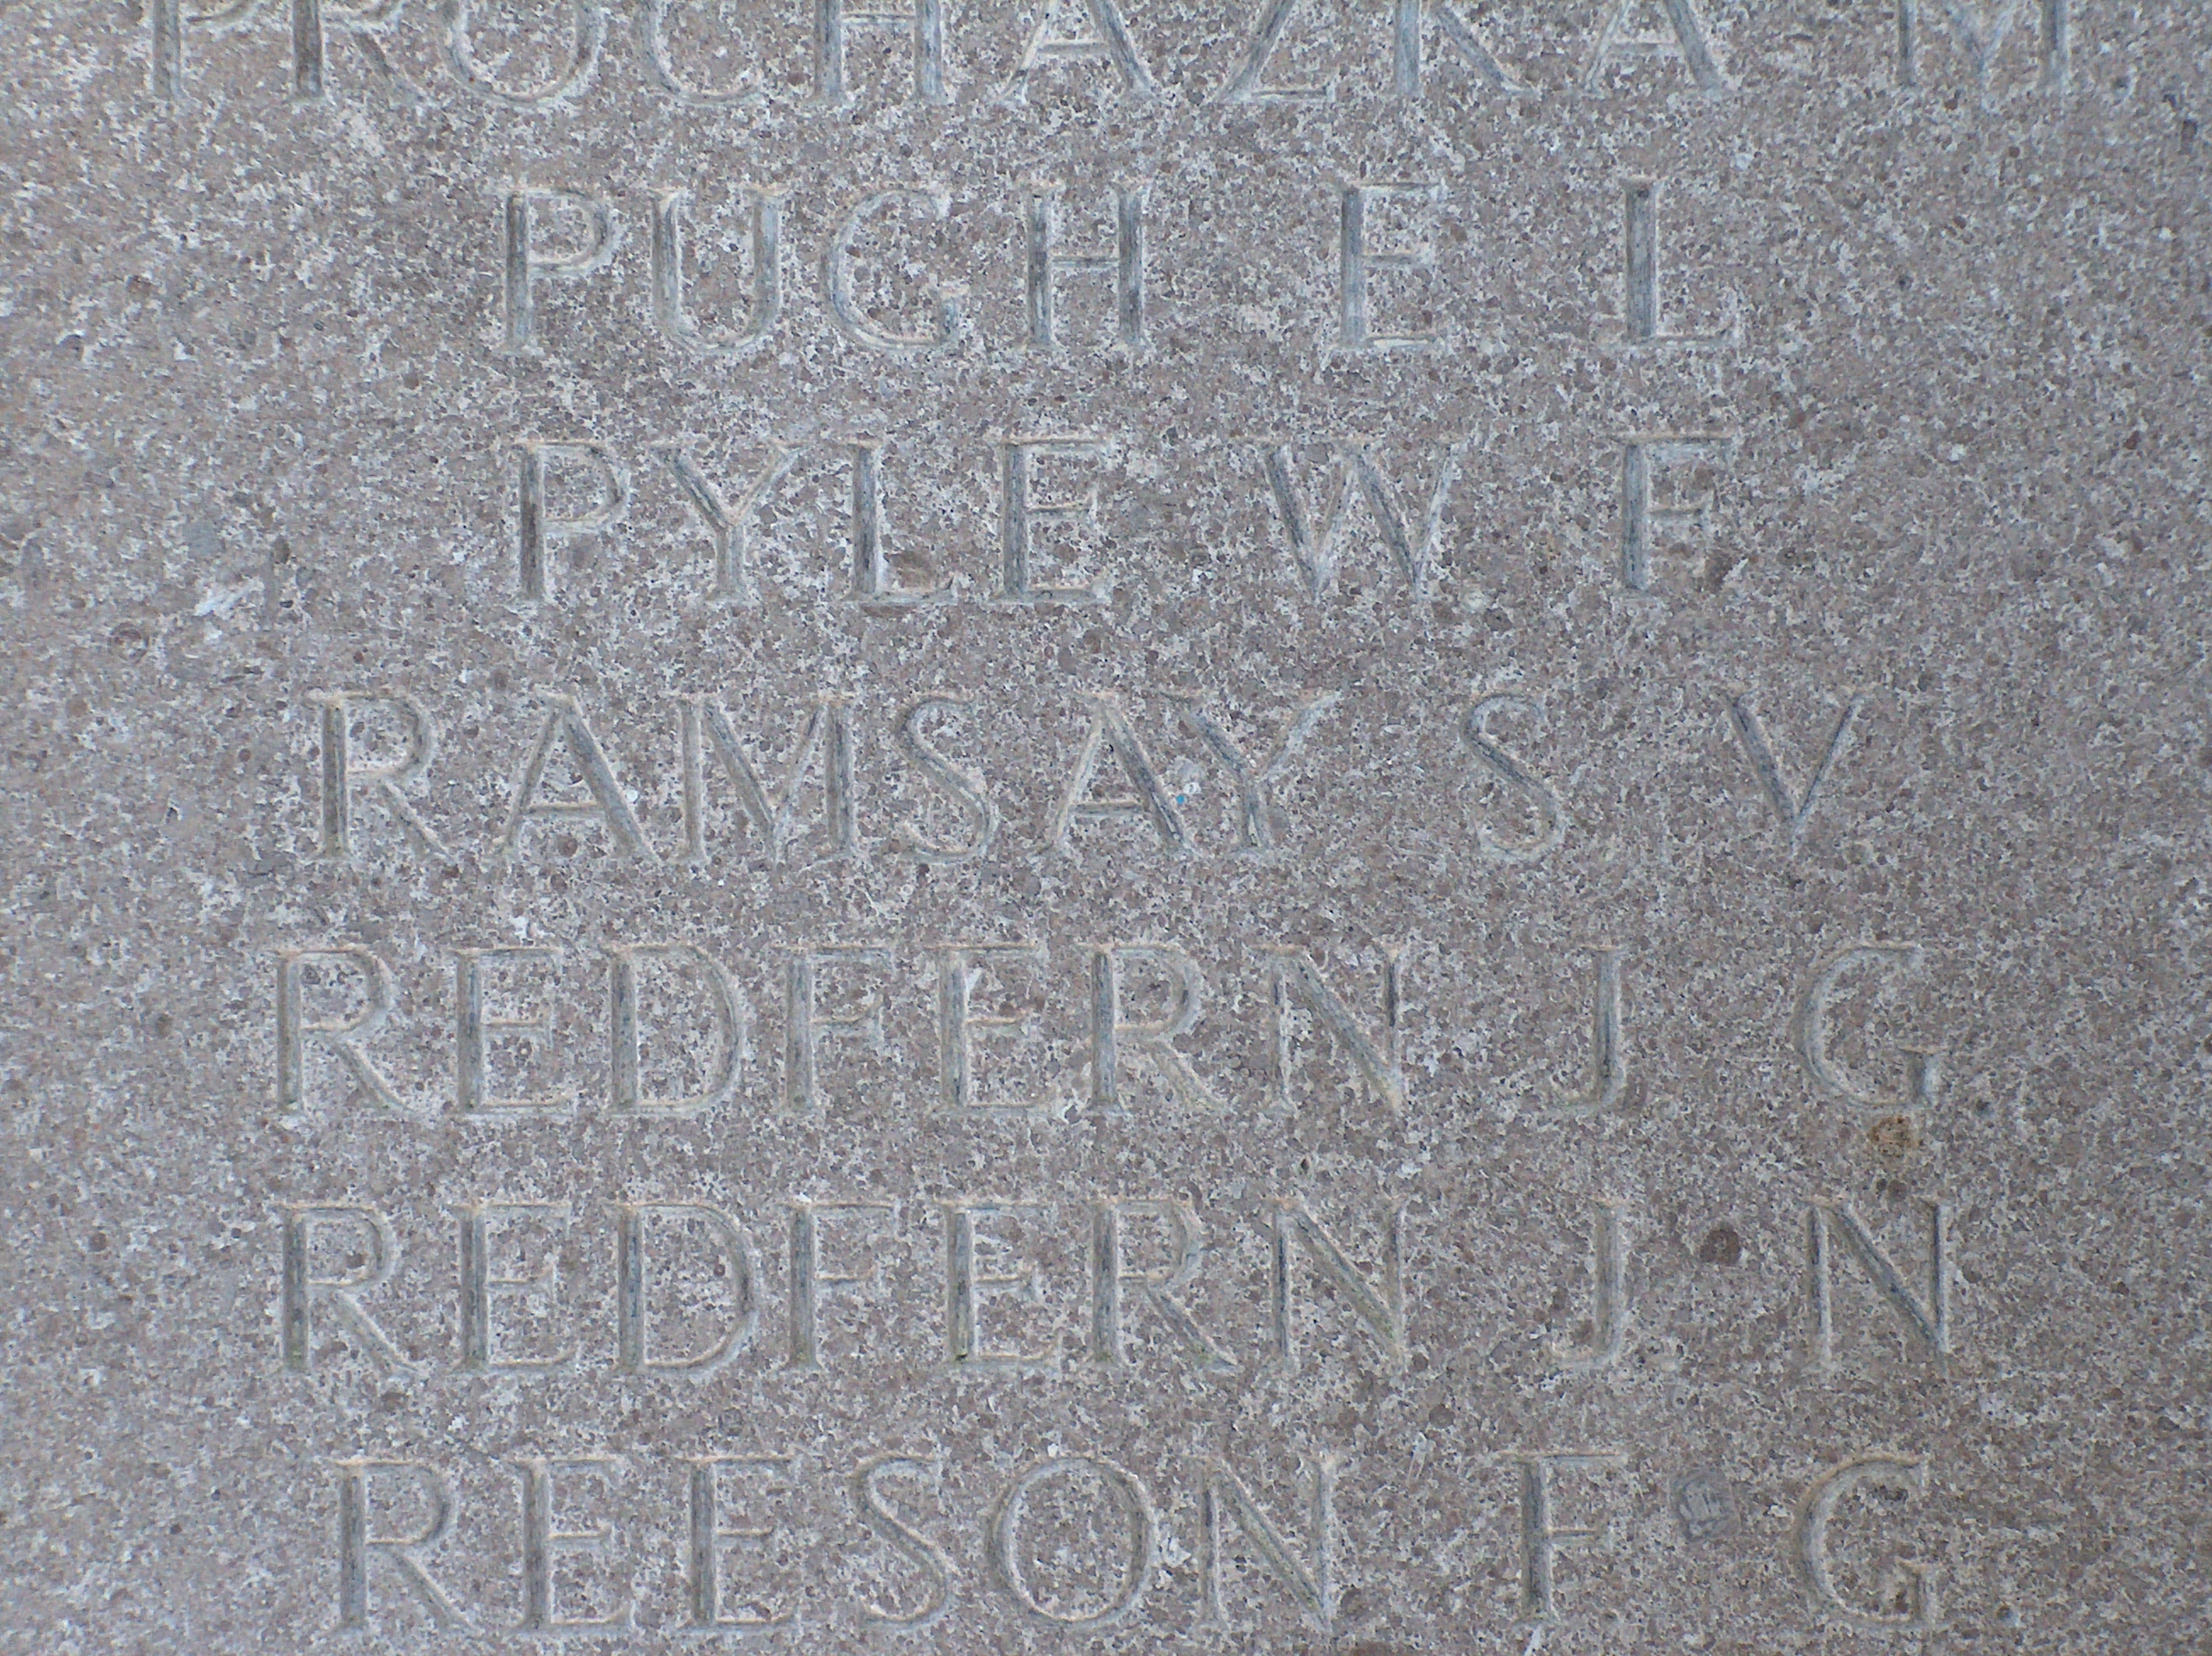 PROCHAZKA M
PUGH E L
PYLE W F
RAMSAY S V
REDFERN J G
REDFERN J N
REESON F G